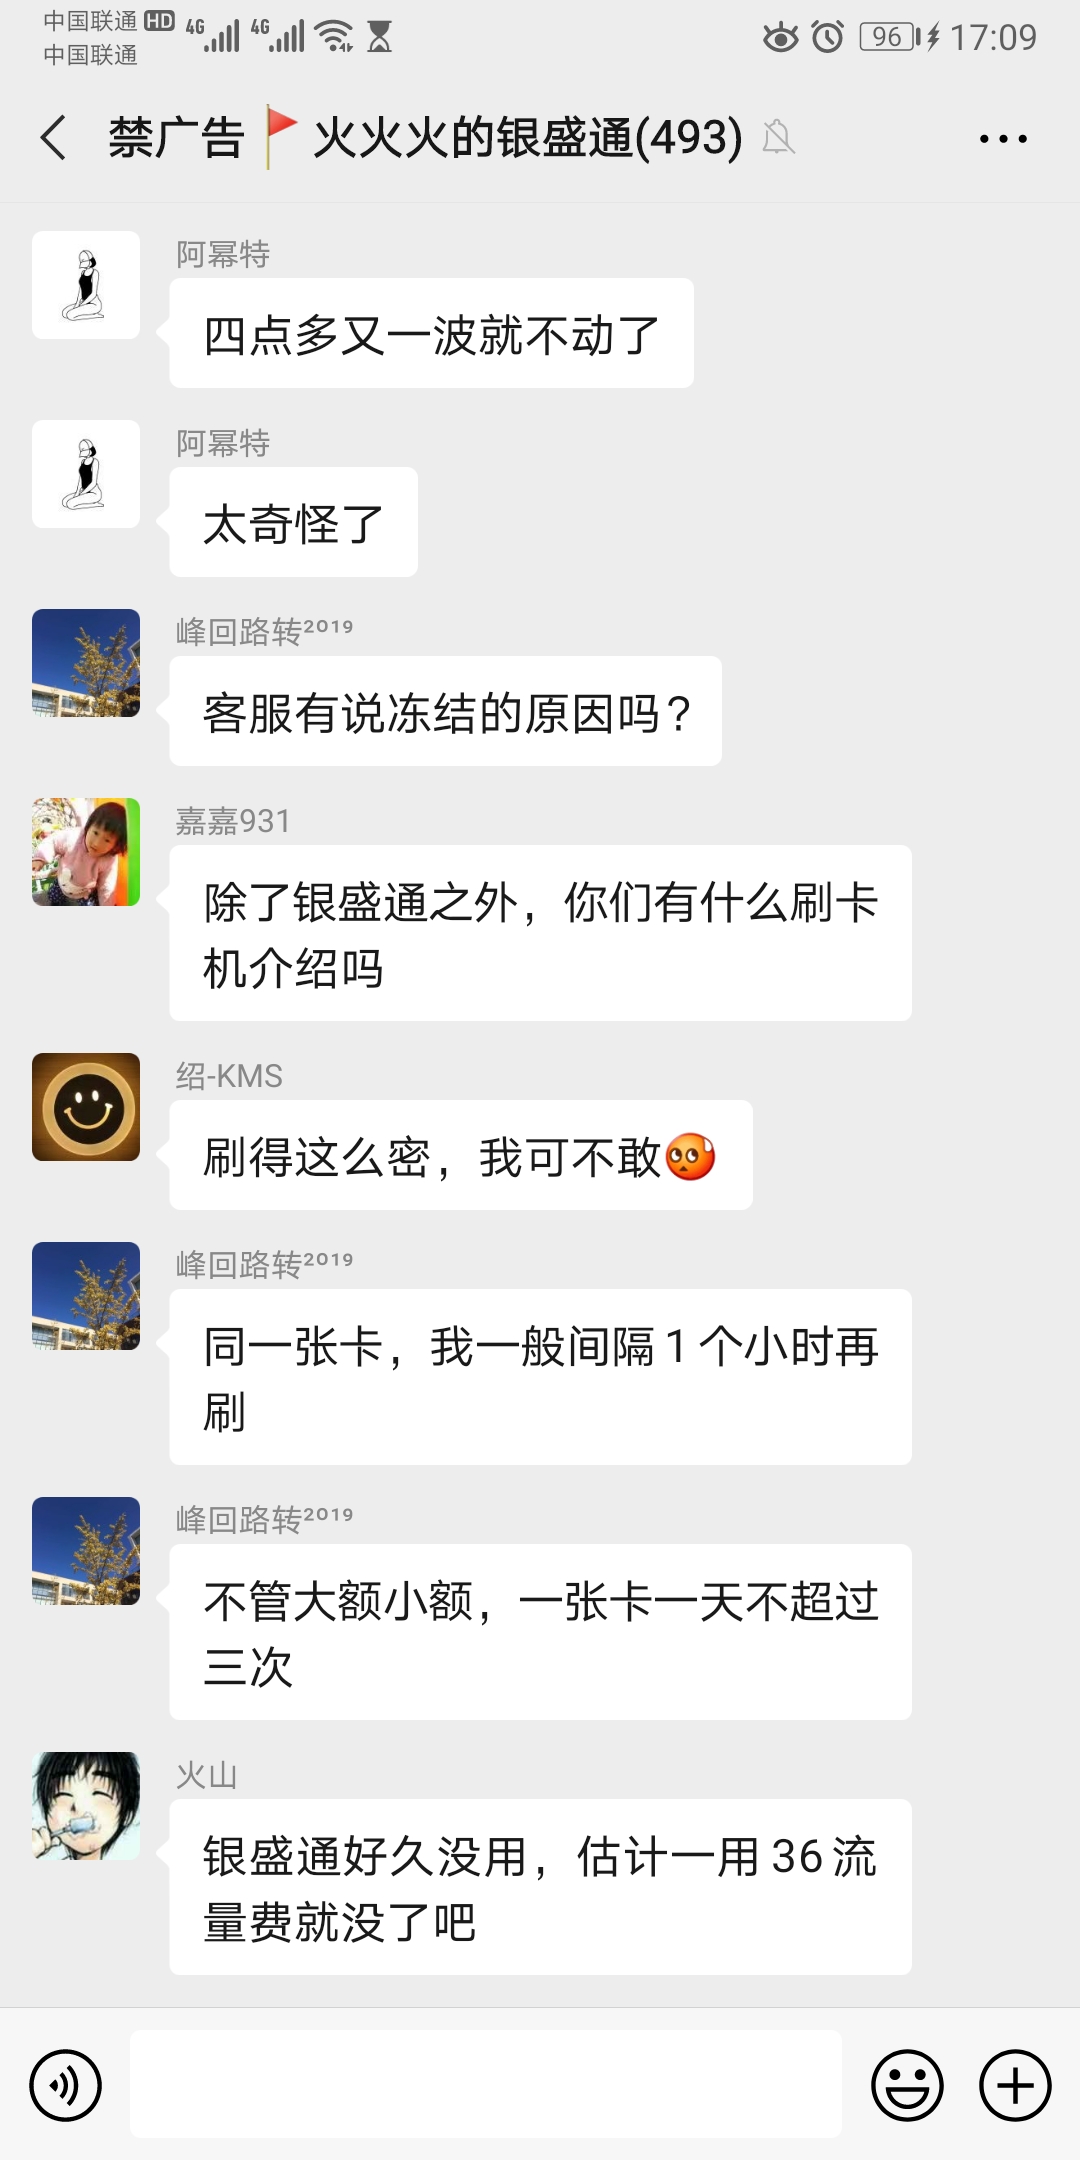 中国联通 HD 4G 4G 96 17:09
中国联通
禁广告🚩火火火的银盛通(493)
阿幂特
四点多又一波就不动了
阿幂特
太奇怪了
峰回路转²⁰¹⁹
客服有说冻结的原因吗?
嘉嘉931
除了银盛通之外，你们有什么刷卡
机介绍吗
绍-KMS
刷得这么密，我可不敢
峰回路转²⁰¹⁹
同一张卡，我一般间隔1个小时再
刷
峰回路转²⁰¹⁹
不管大额小额，一张卡一天不超过
三次
火山
银盛通好久没用，估计一用36流
量费就没了吧